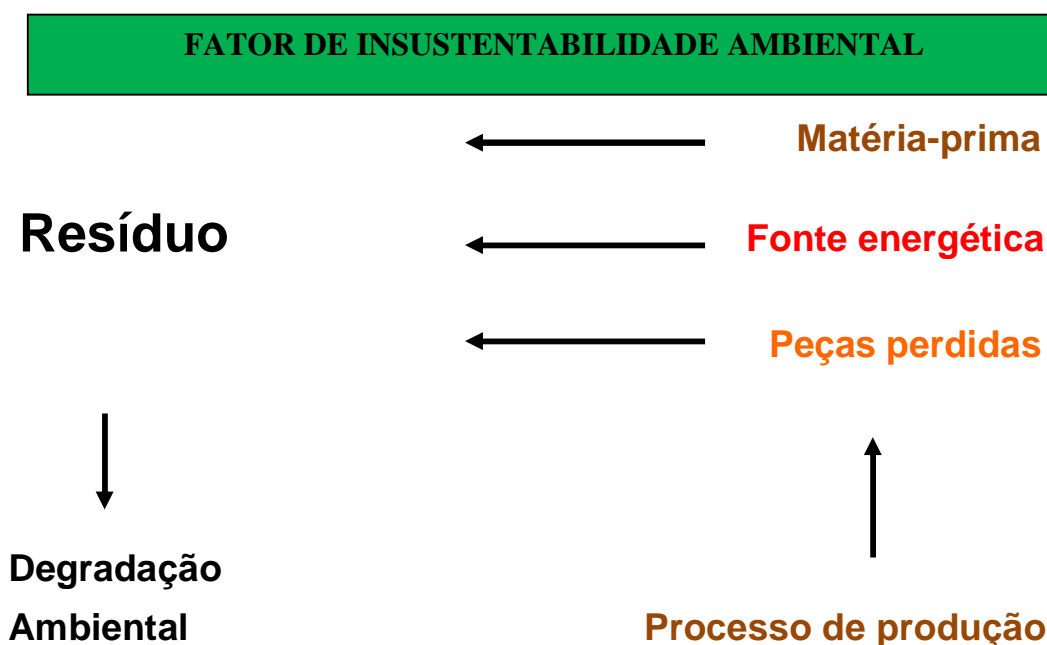 FATOR DE INSUSTENTABILIDADE AMBIENTAL
Matéria-prima
Resíduo
Fonte energética
Peças perdidas
Degradação
Ambiental
Processo de produção